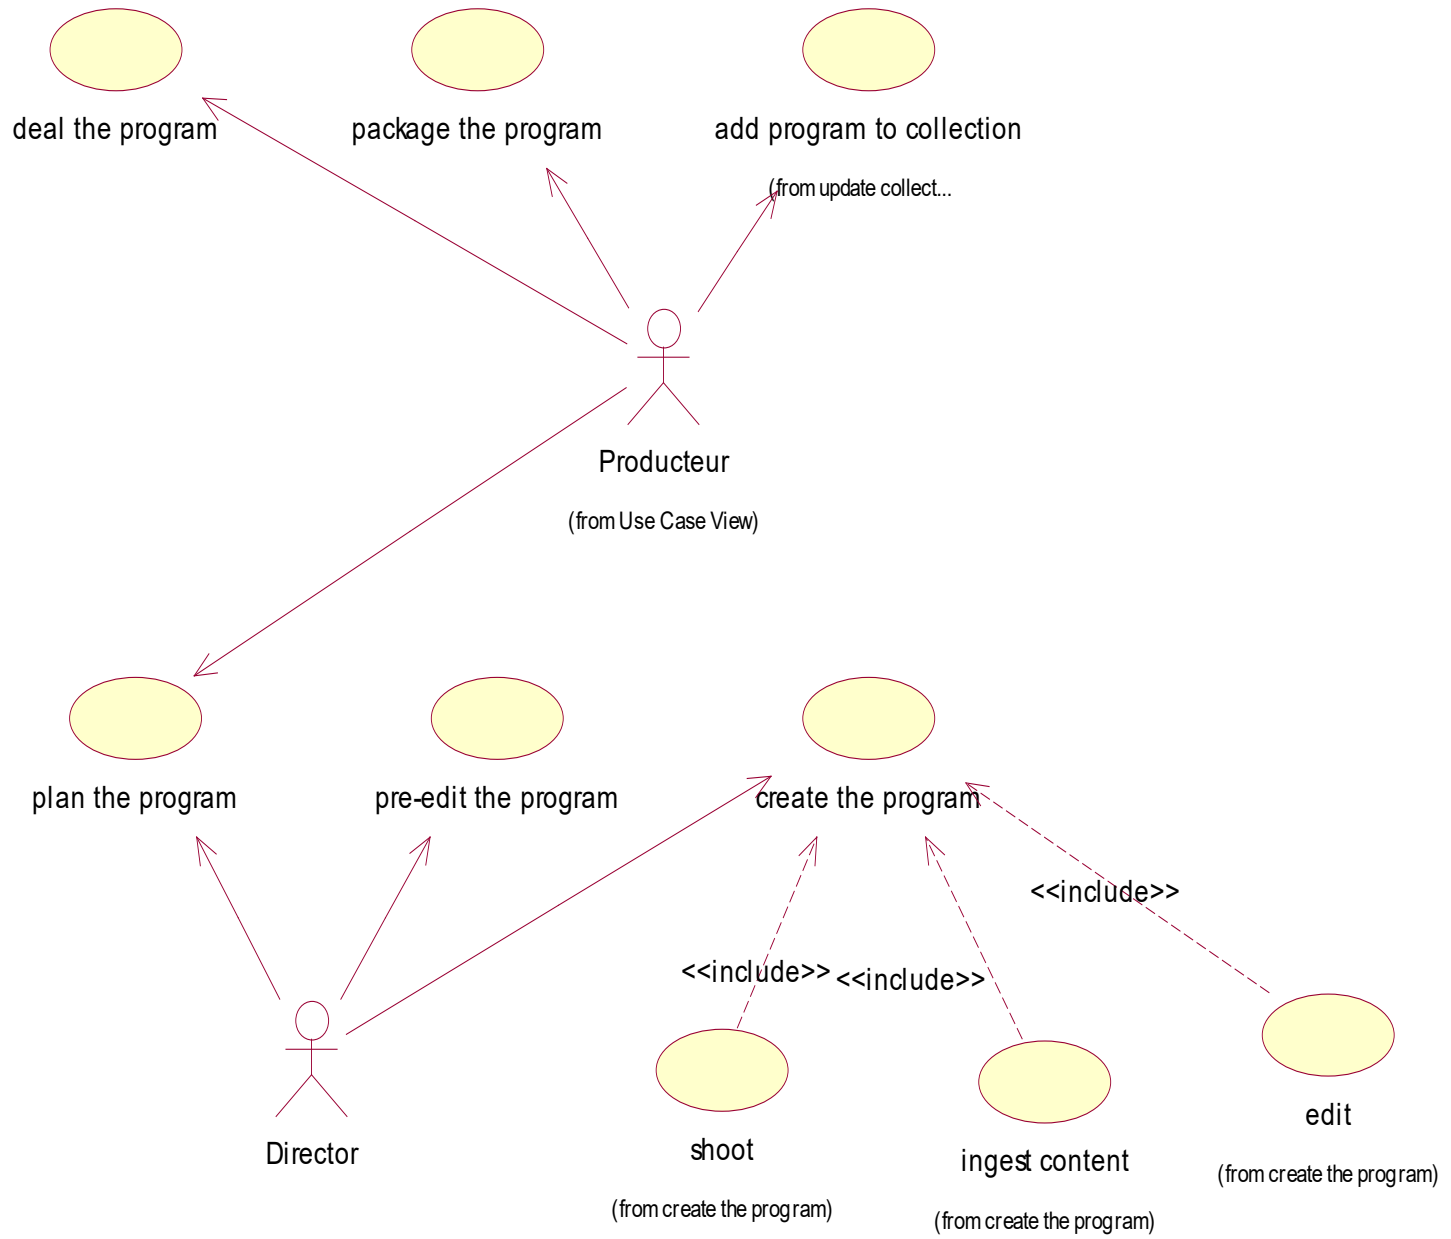 deal the program
package the program
add program to collection
(from update collect...
Producteur
(from Use Case View)
plan the program
pre-edit the program
create the program
<<include>>
<<include>>
<<include>>
Director
shoot
(from create the program)
ingest content
(from create the program)
edit
(from create the program)